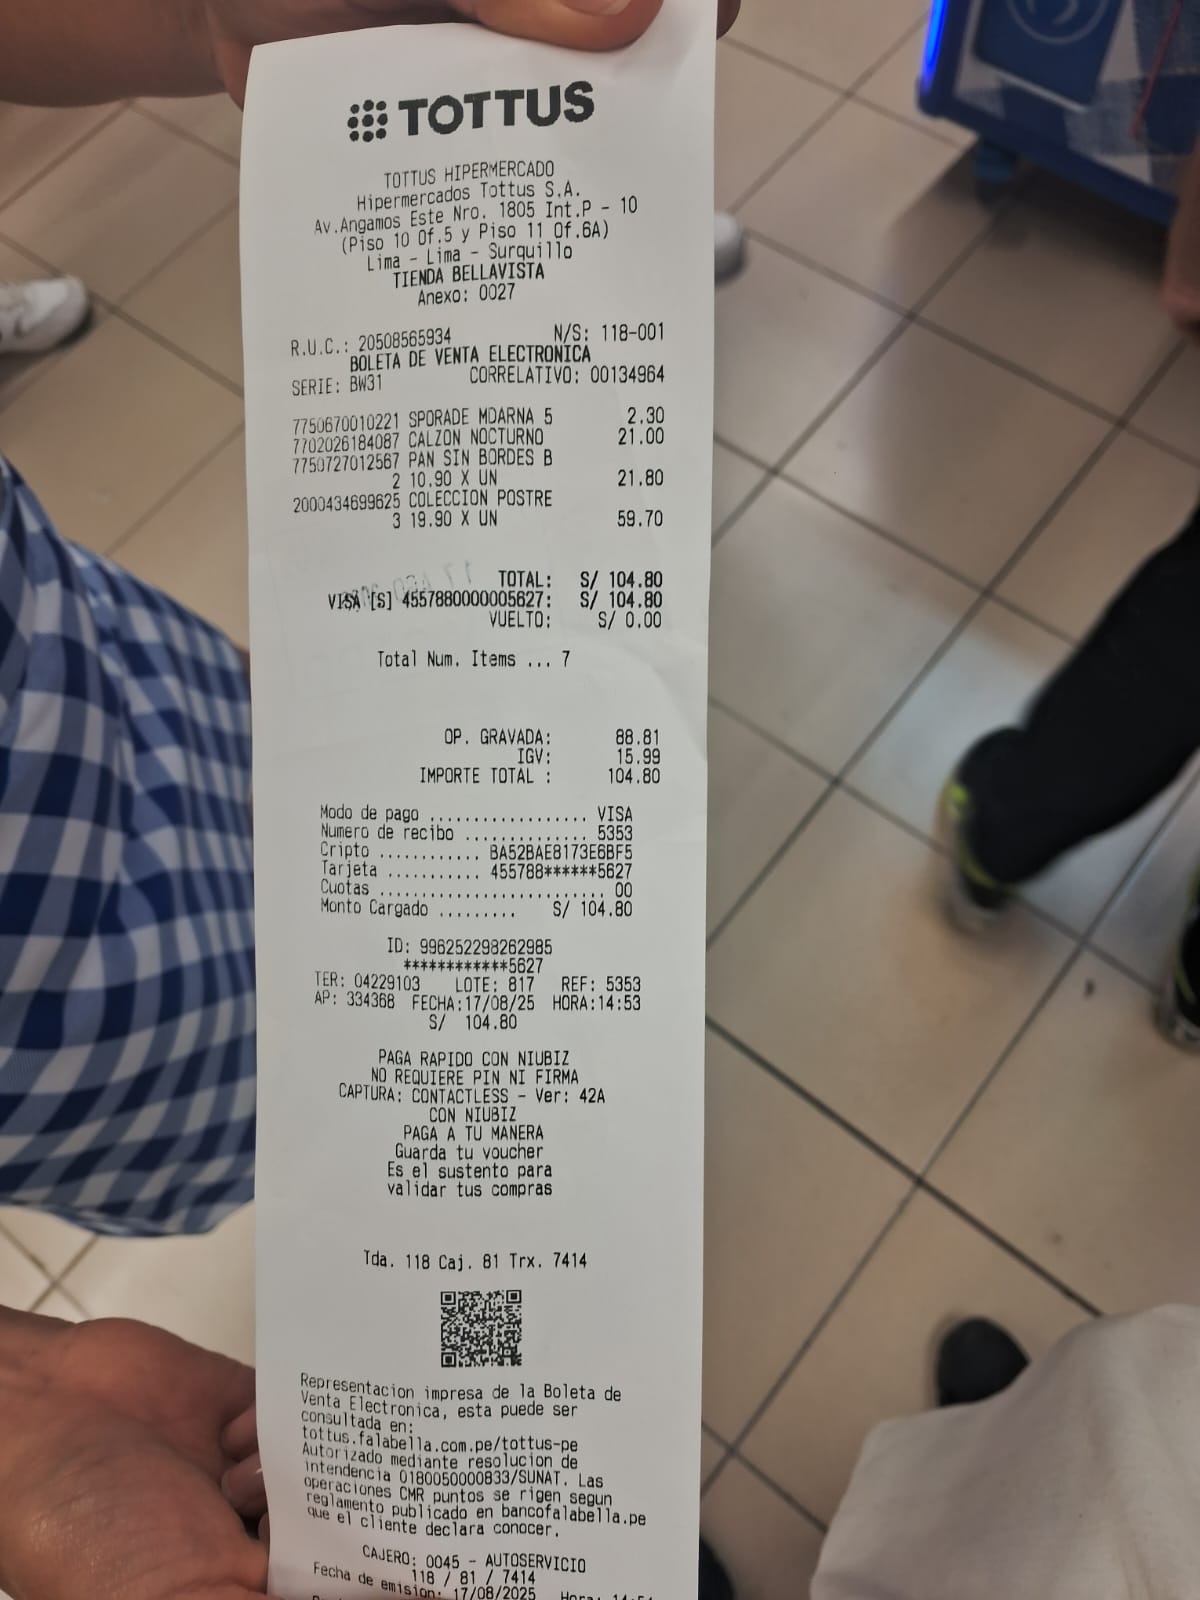 TOTTUS
TOTTUS HIPERMERCADO
Hipermercados Tottus S.A.
Av.Angamos Este Nro. 1805 Int.P - 10
(Piso 10 Of.5 y Piso 11 Of.6A)
Lima - Lima - Surquillo
TIENDA BELLAVISTA
Anexo: 0027
R.U.C.: 20508565934 N/S: 118-001
BOLETA DE VENTA ELECTRONICA
SERIE: BW31 CORRELATIVO: 00134964
7750670010221 SPORADE MDARNA 5 2.30
7702026184087 CALZON NOCTURNO 21.00
7750727012567 PAN SIN BORDES B
2 10.90 X UN 21.80
2000434699625 COLECCION POSTRE
3 19.90 X UN 59.70
TOTAL: S/ 104.80
VISA [S] 4557880000005627: S/ 104.80
VUELTO: S/ 0.00
Total Num. Items ... 7
OP. GRAVADA: 88.81
IGV: 15.99
IMPORTE TOTAL : 104.80
Modo de pago .................. VISA
Numero de recibo .............. 5353
Cripto ............ BA52BAE8173E6BF5
Tarjeta ........... 455788******5627
Cuotas ......................... 00
Monto Cargado ......... S/ 104.80
ID: 996252298262985
************5627
TER: 04229103 LOTE: 817 REF: 5353
AP: 334368 FECHA:17/08/25 HORA:14:53
S/ 104.80
PAGA RAPIDO CON NIUBIZ
NO REQUIERE PIN NI FIRMA
CAPTURA: CONTACTLESS - Ver: 42A
CON NIUBIZ
PAGA A TU MANERA
Guarda tu voucher
Es el sustento para
validar tus compras
Tda. 118 Caj. 81 Trx. 7414
Representacion impresa de la Boleta de
Venta Electronica, esta puede ser
consultada en:
tottus.falabella.com.pe/tottus-pe
Autorizado mediante resolucion de
intendencia 0180050000833/SUNAT. Las
operaciones CMR puntos se rigen segun
reglamento publicado en bancofalabella.pe
que el cliente declara conocer.
CAJERO: 0045 - AUTOSERVICIO
118 / 81 / 7414
Fecha de emision: 17/08/2025 Hora: